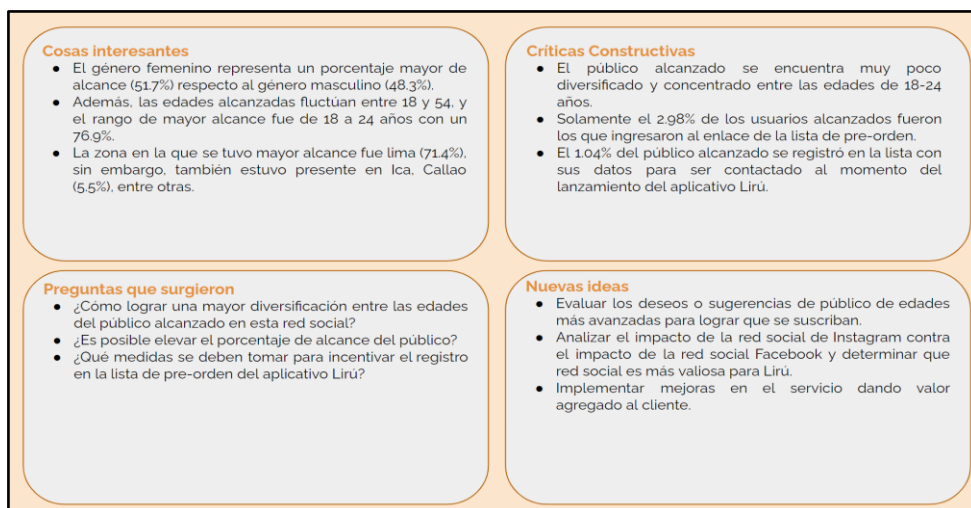 Cosas interesantes
● El género femenino representa un porcentaje mayor de
alcance (51.7%) respecto al género masculino (48.3%).
● Además, las edades alcanzadas fluctúan entre 18 y 54, y
el rango de mayor alcance fue de 18 a 24 años con un
76.9%.
● La zona en la que se tuvo mayor alcance fue lima (71.4%),
sin embargo, también estuvo presente en Ica, Callao
(5.5%), entre otras.
Críticas Constructivas
● El público alcanzado se encuentra muy poco
diversificado y concentrado entre las edades de 18-24
años.
● Solamente el 2.98% de los usuarios alcanzados fueron
los que ingresaron al enlace de la lista de pre-orden.
● El 1.04% del público alcanzado se registró en la lista con
sus datos para ser contactado al momento del
lanzamiento del aplicativo Lirú.
Preguntas que surgieron
● ¿Cómo lograr una mayor diversificación entre las edades
del público alcanzado en esta red social?
● ¿Es posible elevar el porcentaje de alcance del público?
● ¿Qué medidas se deben tomar para incentivar el registro
en la lista de pre-orden del aplicativo Lirú?
Nuevas ideas
● Evaluar los deseos o sugerencias de público de edades
más avanzadas para lograr que se suscriban.
● Analizar el impacto de la red social de Instagram contra
el impacto de la red social Facebook y determinar que
red social es más valiosa para Lirú.
● Implementar mejoras en el servicio dando valor
agregado al cliente.